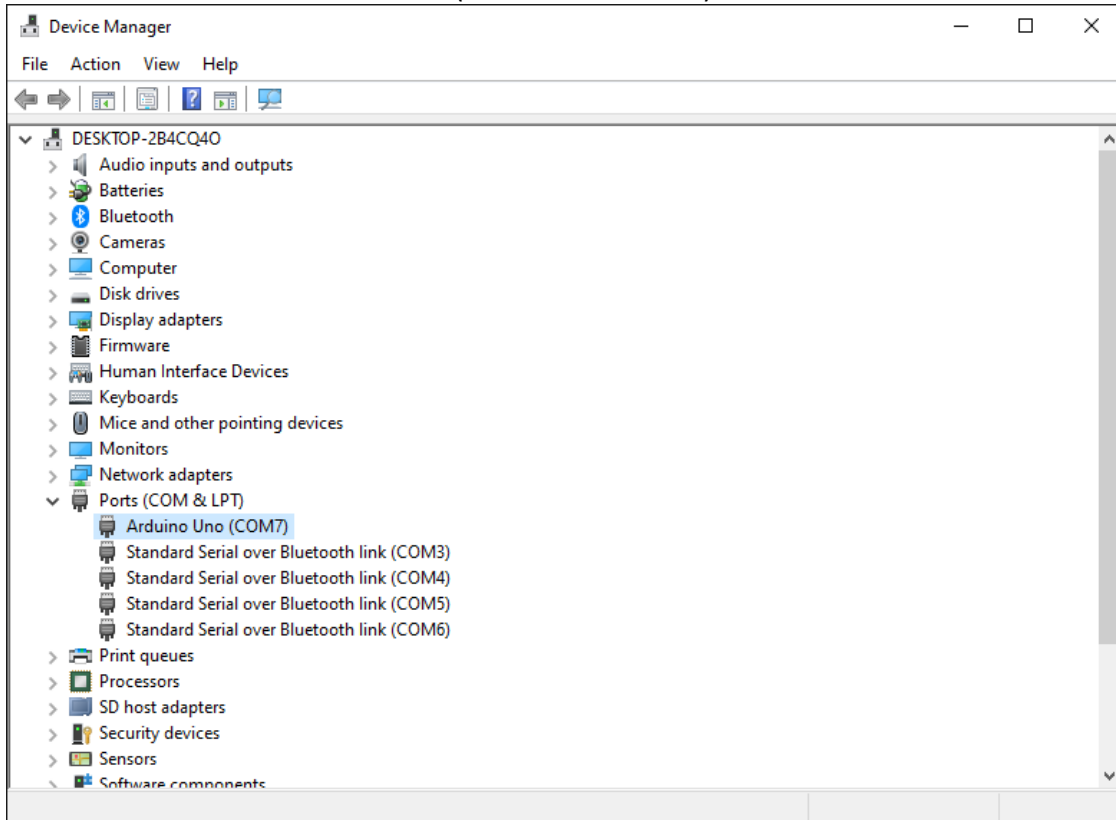 Device Manager
File Action View Help
DESKTOP-2B4CQ4O
Audio inputs and outputs
Batteries
Bluetooth
Cameras
Computer
Disk drives
Display adapters
Firmware
Human Interface Devices
Keyboards
Mice and other pointing devices
Monitors
Network adapters
Ports (COM & LPT)
Arduino Uno (COM7)
Standard Serial over Bluetooth link (COM3)
Standard Serial over Bluetooth link (COM4)
Standard Serial over Bluetooth link (COM5)
Standard Serial over Bluetooth link (COM6)
Print queues
Processors
SD host adapters
Security devices
Sensors
Software components